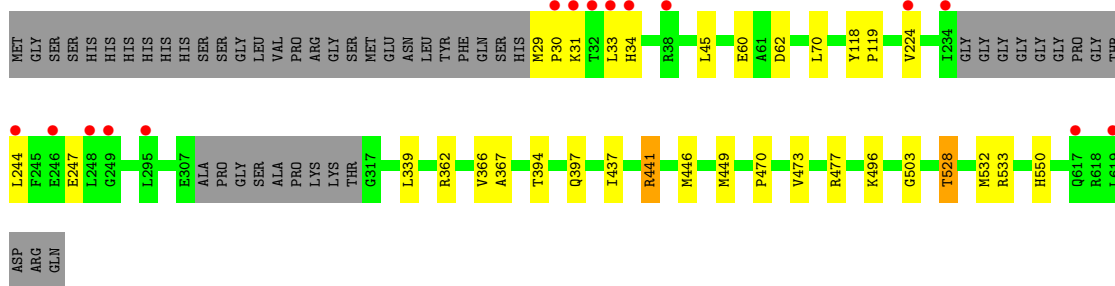 MET GLY SER SER HIS HIS HIS HIS HIS HIS SER SER GLY LEU VAL PRO ARG GLY SER MET GLU ASN LEU TYR PHE GLN SER HIS M29 P30 K31 T32 L33 H34 R38 L45 E60 A61 D62 L70 Y118 P119 V224 I234 GLY GLY GLY GLY GLY GLY PRO GLY THR
L244 F245 E246 E247 L248 G249 L295 E307 ALA PRO GLY SER ALA PRO LYS LYS THR G317 L339 R362 V366 A367 T394 Q397 I437 R441 M446 M449 P470 V473 R477 K496 G503 T528 M532 R533 H550 Q617 R618 L619
ASP ARG GLN